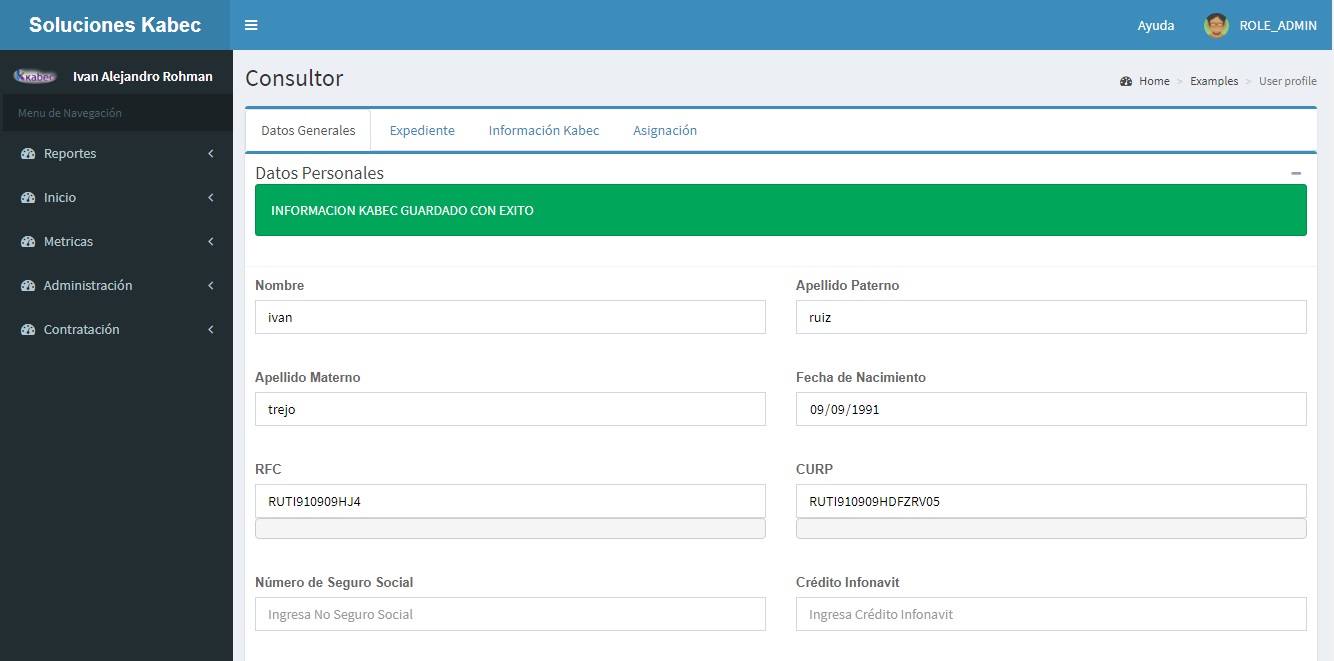 Soluciones Kabec
Ayuda
ROLE_ADMIN
Kabec
Ivan Alejandro Rohman
Menu de Navegación
Reportes
Inicio
Metricas
Administración
Contratación
Consultor
Home > Examples > User profile
Datos Generales
Expediente
Información Kabec
Asignación
Datos Personales
INFORMACION KABEC GUARDADO CON EXITO
Nombre
ivan
Apellido Paterno
ruiz
Apellido Materno
trejo
Fecha de Nacimiento
09/09/1991
RFC
RUTI910909HJ4
CURP
RUTI910909HDFZRV05
Número de Seguro Social
Ingresa No Seguro Social
Crédito Infonavit
Ingresa Crédito Infonavit